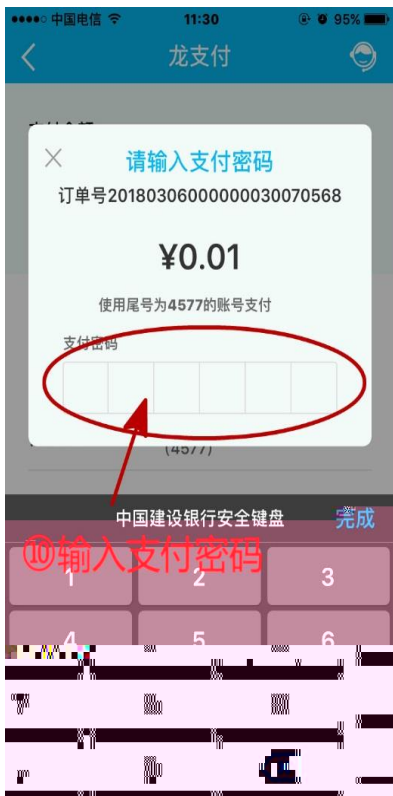 中国电信 11:30 95%
龙支付
请输入支付密码
订单号20180306000000030070568
¥0.01
使用尾号为4577的账号支付
支付密码
(4577)
中国建设银行安全键盘 完成
⑩输入支付密码
1 2 3
4 5 6